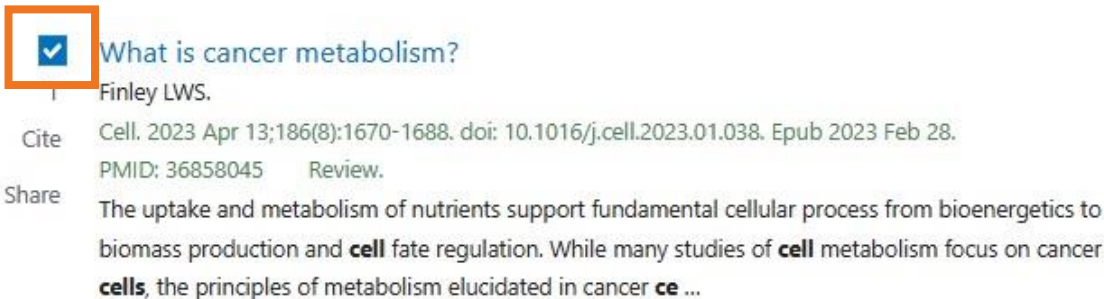 What is cancer metabolism?
1
Finley LWS.
Cite
Cell. 2023 Apr 13;186(8):1670-1688. doi: 10.1016/j.cell.2023.01.038. Epub 2023 Feb 28.
PMID: 36858045 Review.
Share
The uptake and metabolism of nutrients support fundamental cellular process from bioenergetics to
biomass production and cell fate regulation. While many studies of cell metabolism focus on cancer
cells, the principles of metabolism elucidated in cancer ce ...